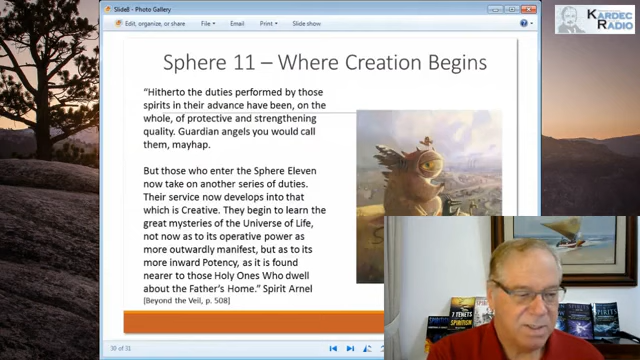 Slide8 - Photo Gallery
Edit, organize, or share
File
Email
Print
Slide show
KARDEC
RADIO
Sphere 11 – Where Creation Begins
“Hitherto the duties performed by those
spirits in their advance have been, on the
whole, of protective and strengthening
quality. Guardian angels you would call
them, mayhap.
But those who enter the Sphere Eleven
now take on another series of duties.
Their service now develops into that
which is Creative. They begin to learn the
great mysteries of the Universe of Life,
not now as to its operative power as
more outwardly manifest, but as to its
more inward Potency, as it is found
nearer to those Holy Ones Who dwell
about the Father's Home.” Spirit Arnel
[Beyond the Veil, p. 508]
7 TENETS
SPIRITISM
SPIRITS
30 of 31